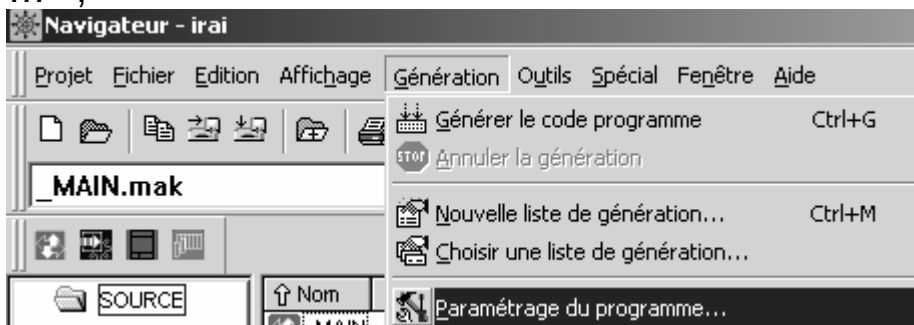 Navigateur - irai
Projet Fichier Edition Affichage Génération Outils Spécial Fenêtre Aide
Générer le code programme Ctrl+G
STOP Annuler la génération
_MAIN.mak
Nouvelle liste de génération... Ctrl+M
Choisir une liste de génération...
SOURCE Nom
Paramétrage du programme...